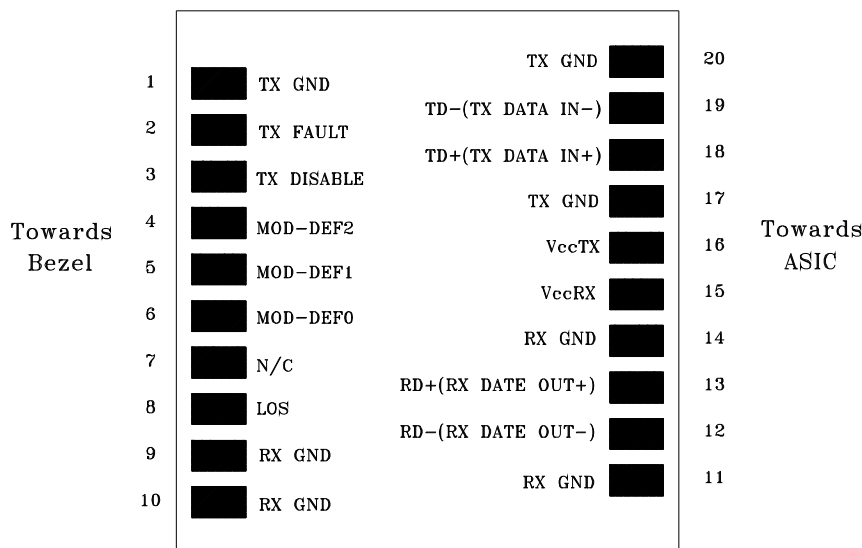 1 TX GND
2 TX FAULT
3 TX DISABLE
4 MOD-DEF2
5 MOD-DEF1
6 MOD-DEF0
7 N/C
8 LOS
9 RX GND
10 RX GND
Towards
Bezel
TX GND 20
TD-(TX DATA IN-) 19
TD+(TX DATA IN+) 18
TX GND 17
VccTX 16
VccRX 15
RX GND 14
RD+(RX DATE OUT+) 13
RD-(RX DATE OUT-) 12
RX GND 11
Towards
ASIC